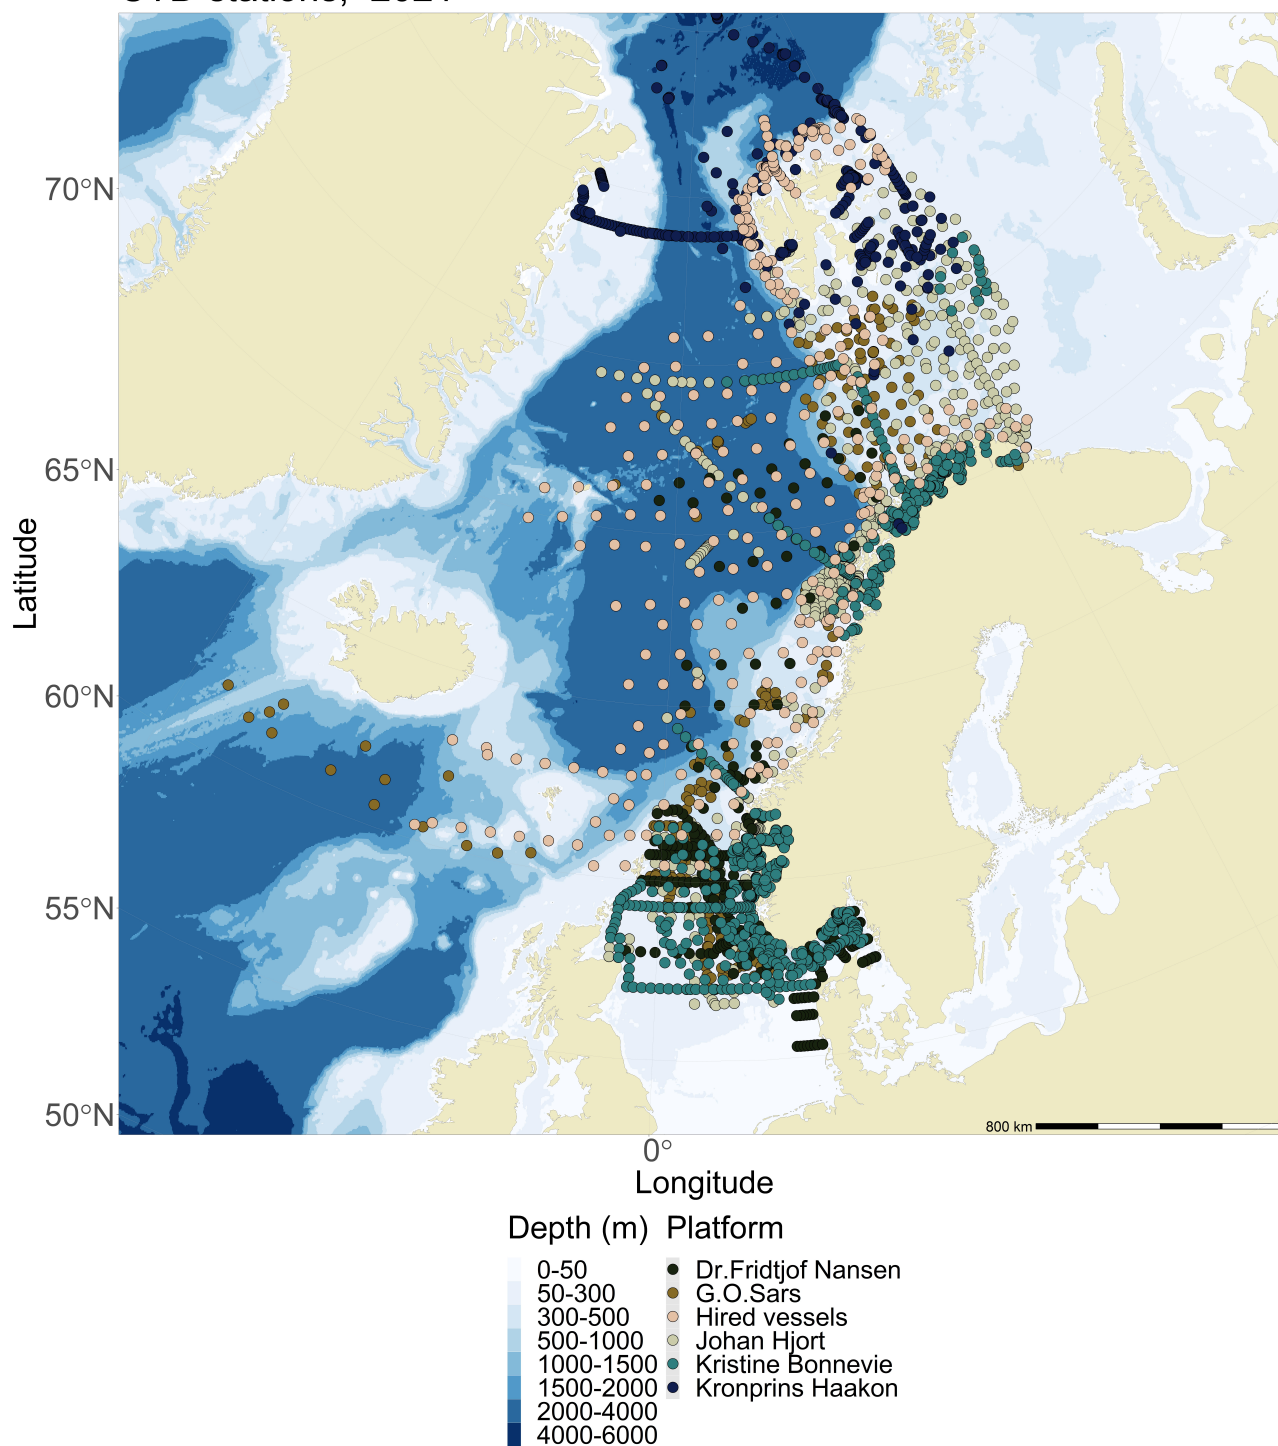 70°N
65°N
60°N
55°N
50°N
Latitude
800 km
0°
Longitude
Depth (m)
0-50
50-300
300-500
500-1000
1000-1500
1500-2000
2000-4000
4000-6000
Platform
Dr.Fridtjof Nansen
G.O.Sars
Hired vessels
Johan Hjort
Kristine Bonnevie
Kronprins Haakon